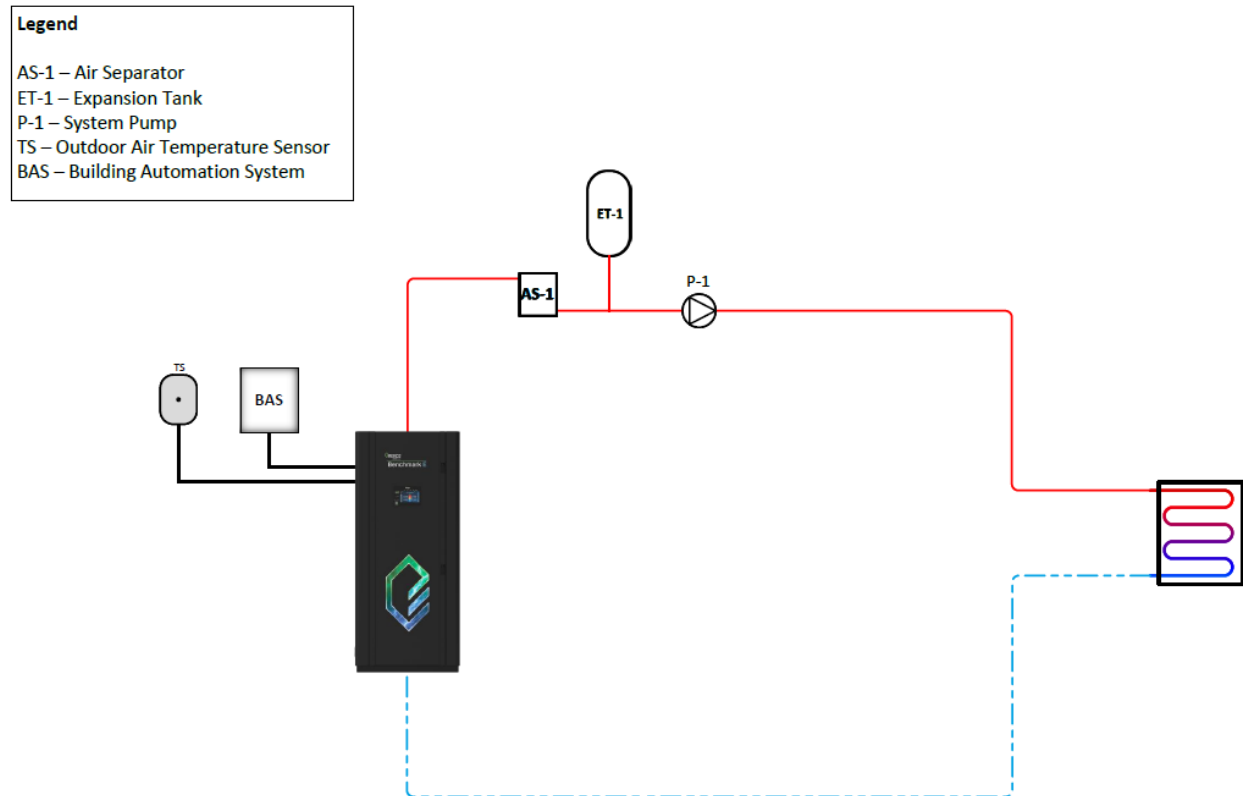 Legend
AS-1 – Air Separator
ET-1 – Expansion Tank
P-1 – System Pump
TS – Outdoor Air Temperature Sensor
BAS – Building Automation System
ET-1
AS-1
P-1
TS
BAS
Benchmark